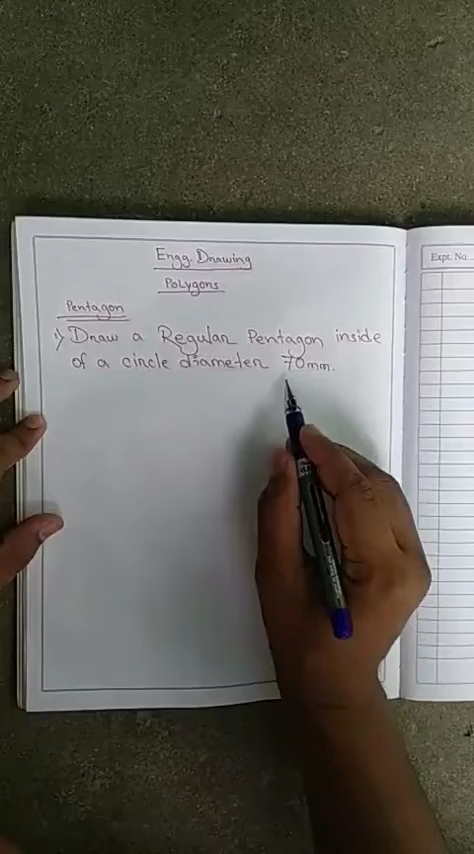 Engg. Drawing
Polygons
Pentagon
1) Draw a Regular Pentagon inside
of a circle diameter 70mm.
Expt. No...